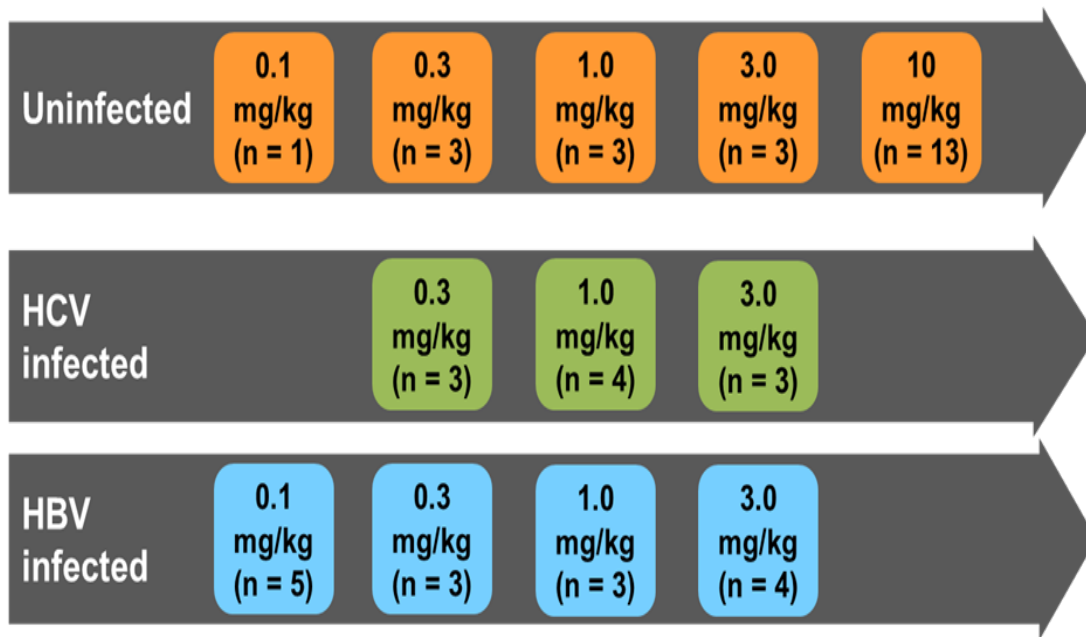 Uninfected
0.1
mg/kg
(n = 1)
0.3
mg/kg
(n = 3)
1.0
mg/kg
(n = 3)
3.0
mg/kg
(n = 3)
10
mg/kg
(n = 13)
HCV
infected
0.3
mg/kg
(n = 3)
1.0
mg/kg
(n = 4)
3.0
mg/kg
(n = 3)
HBV
infected
0.1
mg/kg
(n = 5)
0.3
mg/kg
(n = 3)
1.0
mg/kg
(n = 3)
3.0
mg/kg
(n = 4)